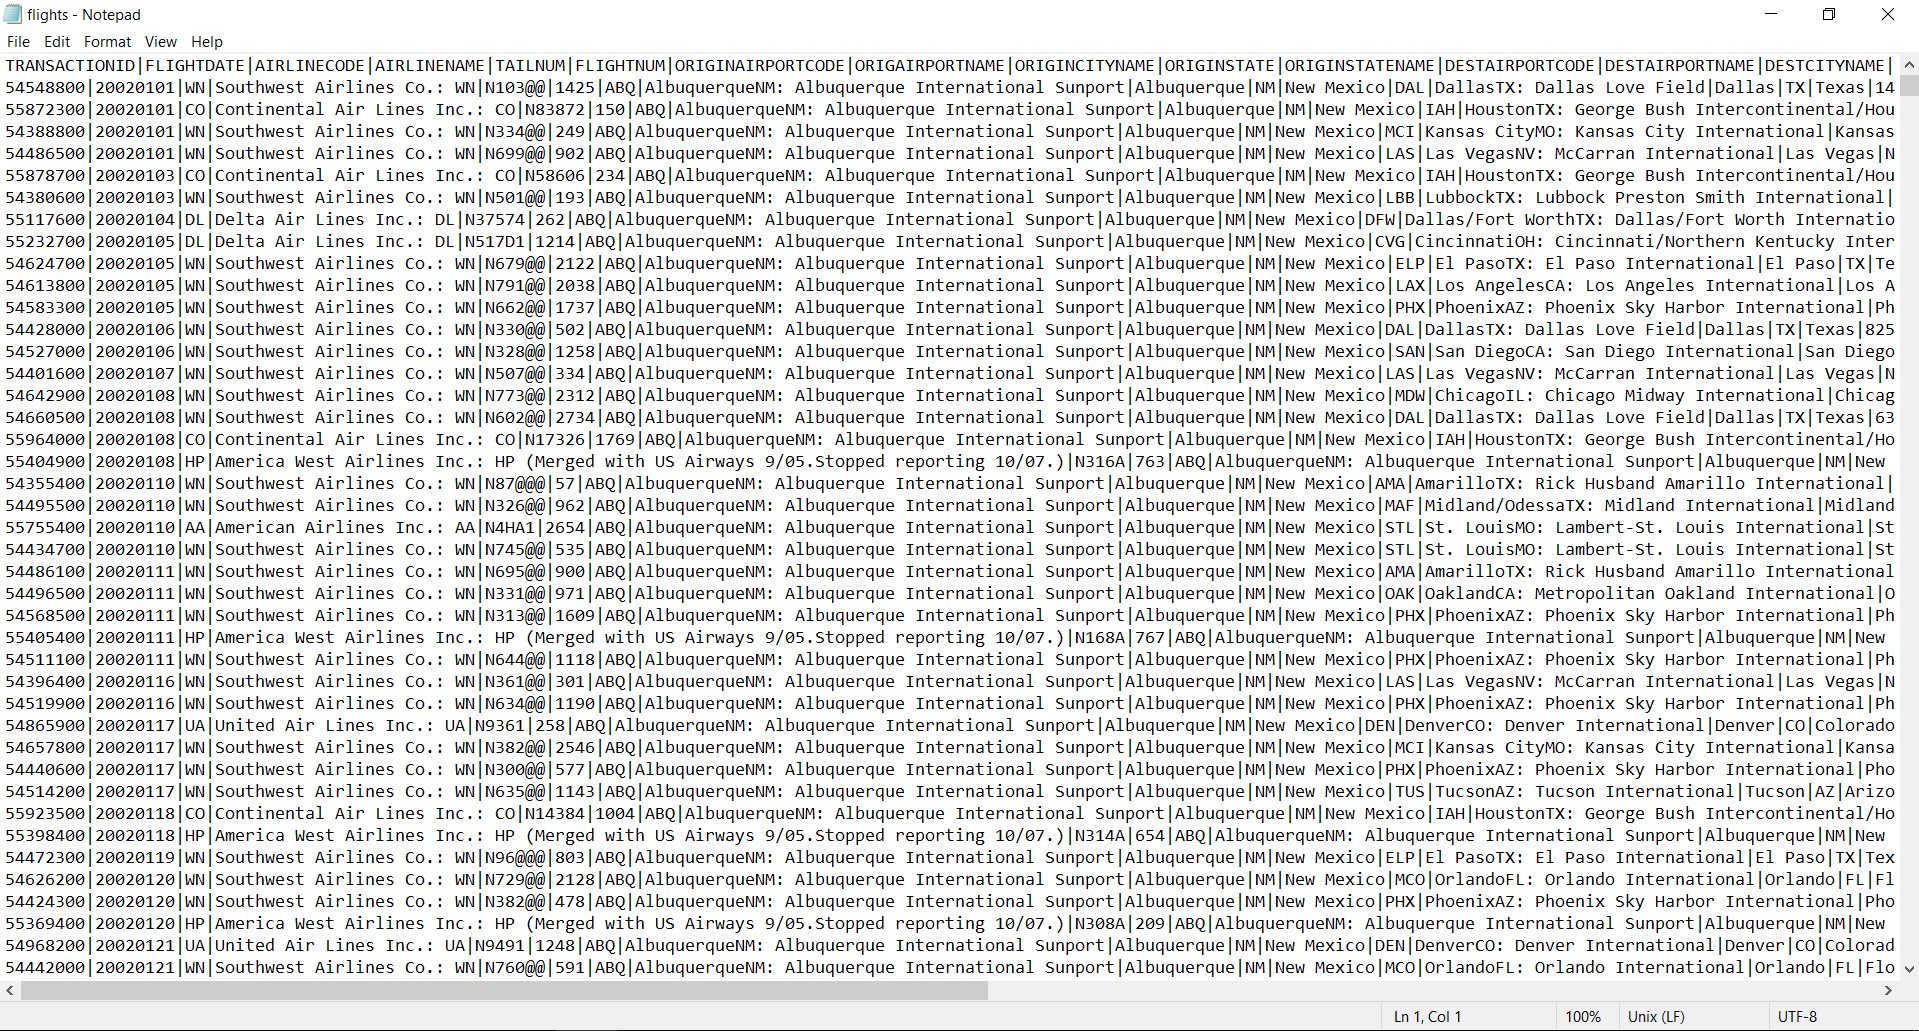 flights - Notepad
File Edit Format View Help
TRANSACTIONID|FLIGHTDATE|AIRLINECODE|AIRLINENAME|TAILNUM|FLIGHTNUM|ORIGINAIRPORTCODE|ORIGAIRPORTNAME|ORIGINCITYNAME|ORIGINSTATE|ORIGINSTATENAME|DESTAIRPORTCODE|DESTAIRPORTNAME|DESTCITYNAME|
54548800|20020101|WN|Southwest Airlines Co.: WN|N103@@|1425|ABQ|AlbuquerqueNM: Albuquerque International Sunport|Albuquerque|NM|New Mexico|DAL|DallasTX: Dallas Love Field|Dallas|TX|Texas|14
55872300|20020101|CO|Continental Air Lines Inc.: CO|N83872|150|ABQ|AlbuquerqueNM: Albuquerque International Sunport|Albuquerque|NM|New Mexico|IAH|HoustonTX: George Bush Intercontinental/Hou
54388800|20020101|WN|Southwest Airlines Co.: WN|N334@@|249|ABQ|AlbuquerqueNM: Albuquerque International Sunport|Albuquerque|NM|New Mexico|MCI|Kansas CityMO: Kansas City International|Kansas
54486500|20020101|WN|Southwest Airlines Co.: WN|N699@@|902|ABQ|AlbuquerqueNM: Albuquerque International Sunport|Albuquerque|NM|New Mexico|LAS|Las VegasNV: McCarran International|Las Vegas|N
55878700|20020103|CO|Continental Air Lines Inc.: CO|N58606|234|ABQ|AlbuquerqueNM: Albuquerque International Sunport|Albuquerque|NM|New Mexico|IAH|HoustonTX: George Bush Intercontinental/Hou
54380600|20020103|WN|Southwest Airlines Co.: WN|N501@@|193|ABQ|AlbuquerqueNM: Albuquerque International Sunport|Albuquerque|NM|New Mexico|LBB|LubbockTX: Lubbock Preston Smith International|
55117600|20020104|DL|Delta Air Lines Inc.: DL|N37574|262|ABQ|AlbuquerqueNM: Albuquerque International Sunport|Albuquerque|NM|New Mexico|DFW|Dallas/Fort WorthTX: Dallas/Fort Worth Internatio
55232700|20020105|DL|Delta Air Lines Inc.: DL|N517D1|1214|ABQ|AlbuquerqueNM: Albuquerque International Sunport|Albuquerque|NM|New Mexico|CVG|CincinnatiOH: Cincinnati/Northern Kentucky Inter
54624700|20020105|WN|Southwest Airlines Co.: WN|N679@@|2122|ABQ|AlbuquerqueNM: Albuquerque International Sunport|Albuquerque|NM|New Mexico|ELP|El PasoTX: El Paso International|El Paso|TX|Te
54613800|20020105|WN|Southwest Airlines Co.: WN|N791@@|2038|ABQ|AlbuquerqueNM: Albuquerque International Sunport|Albuquerque|NM|New Mexico|LAX|Los AngelesCA: Los Angeles International|Los A
54583300|20020105|WN|Southwest Airlines Co.: WN|N662@@|1737|ABQ|AlbuquerqueNM: Albuquerque International Sunport|Albuquerque|NM|New Mexico|PHX|PhoenixAZ: Phoenix Sky Harbor International|Ph
54428000|20020106|WN|Southwest Airlines Co.: WN|N330@@|502|ABQ|AlbuquerqueNM: Albuquerque International Sunport|Albuquerque|NM|New Mexico|DAL|DallasTX: Dallas Love Field|Dallas|TX|Texas|825
54527000|20020106|WN|Southwest Airlines Co.: WN|N328@@|1258|ABQ|AlbuquerqueNM: Albuquerque International Sunport|Albuquerque|NM|New Mexico|SAN|San DiegoCA: San Diego International|San Diego
54401600|20020107|WN|Southwest Airlines Co.: WN|N507@@|334|ABQ|AlbuquerqueNM: Albuquerque International Sunport|Albuquerque|NM|New Mexico|LAS|Las VegasNV: McCarran International|Las Vegas|N
54642900|20020108|WN|Southwest Airlines Co.: WN|N773@@|2312|ABQ|AlbuquerqueNM: Albuquerque International Sunport|Albuquerque|NM|New Mexico|MDW|ChicagoIL: Chicago Midway International|Chicag
54660500|20020108|WN|Southwest Airlines Co.: WN|N602@@|2734|ABQ|AlbuquerqueNM: Albuquerque International Sunport|Albuquerque|NM|New Mexico|DAL|DallasTX: Dallas Love Field|Dallas|TX|Texas|63
55964000|20020108|CO|Continental Air Lines Inc.: CO|N17326|1769|ABQ|AlbuquerqueNM: Albuquerque International Sunport|Albuquerque|NM|New Mexico|IAH|HoustonTX: George Bush Intercontinental/Ho
55404900|20020108|HP|America West Airlines Inc.: HP (Merged with US Airways 9/05.Stopped reporting 10/07.)|N316A|763|ABQ|AlbuquerqueNM: Albuquerque International Sunport|Albuquerque|NM|New
54355400|20020110|WN|Southwest Airlines Co.: WN|N87@@@|57|ABQ|AlbuquerqueNM: Albuquerque International Sunport|Albuquerque|NM|New Mexico|AMA|AmarilloTX: Rick Husband Amarillo International|
54495500|20020110|WN|Southwest Airlines Co.: WN|N326@@|962|ABQ|AlbuquerqueNM: Albuquerque International Sunport|Albuquerque|NM|New Mexico|MAF|Midland/OdessaTX: Midland International|Midland
55755400|20020110|AA|American Airlines Inc.: AA|N4HA1|2654|ABQ|AlbuquerqueNM: Albuquerque International Sunport|Albuquerque|NM|New Mexico|STL|St. LouisMO: Lambert-St. Louis International|St
54434700|20020110|WN|Southwest Airlines Co.: WN|N745@@|535|ABQ|AlbuquerqueNM: Albuquerque International Sunport|Albuquerque|NM|New Mexico|STL|St. LouisMO: Lambert-St. Louis International|St
54486100|20020111|WN|Southwest Airlines Co.: WN|N695@@|900|ABQ|AlbuquerqueNM: Albuquerque International Sunport|Albuquerque|NM|New Mexico|AMA|AmarilloTX: Rick Husband Amarillo International
54496500|20020111|WN|Southwest Airlines Co.: WN|N331@@|971|ABQ|AlbuquerqueNM: Albuquerque International Sunport|Albuquerque|NM|New Mexico|OAK|OaklandCA: Metropolitan Oakland International|O
54568500|20020111|WN|Southwest Airlines Co.: WN|N313@@|1609|ABQ|AlbuquerqueNM: Albuquerque International Sunport|Albuquerque|NM|New Mexico|PHX|PhoenixAZ: Phoenix Sky Harbor International|Ph
55405400|20020111|HP|America West Airlines Inc.: HP (Merged with US Airways 9/05.Stopped reporting 10/07.)|N168A|767|ABQ|AlbuquerqueNM: Albuquerque International Sunport|Albuquerque|NM|New
54511100|20020111|WN|Southwest Airlines Co.: WN|N644@@|1118|ABQ|AlbuquerqueNM: Albuquerque International Sunport|Albuquerque|NM|New Mexico|PHX|PhoenixAZ: Phoenix Sky Harbor International|Ph
54396400|20020116|WN|Southwest Airlines Co.: WN|N361@@|301|ABQ|AlbuquerqueNM: Albuquerque International Sunport|Albuquerque|NM|New Mexico|LAS|Las VegasNV: McCarran International|Las Vegas|N
54519900|20020116|WN|Southwest Airlines Co.: WN|N634@@|1190|ABQ|AlbuquerqueNM: Albuquerque International Sunport|Albuquerque|NM|New Mexico|PHX|PhoenixAZ: Phoenix Sky Harbor International|Ph
54865900|20020117|UA|United Air Lines Inc.: UA|N9361|258|ABQ|AlbuquerqueNM: Albuquerque International Sunport|Albuquerque|NM|New Mexico|DEN|DenverCO: Denver International|Denver|CO|Colorado
54657800|20020117|WN|Southwest Airlines Co.: WN|N382@@|2546|ABQ|AlbuquerqueNM: Albuquerque International Sunport|Albuquerque|NM|New Mexico|MCI|Kansas CityMO: Kansas City International|Kansa
54440600|20020117|WN|Southwest Airlines Co.: WN|N300@@|577|ABQ|AlbuquerqueNM: Albuquerque International Sunport|Albuquerque|NM|New Mexico|PHX|PhoenixAZ: Phoenix Sky Harbor International|Pho
54514200|20020117|WN|Southwest Airlines Co.: WN|N635@@|1143|ABQ|AlbuquerqueNM: Albuquerque International Sunport|Albuquerque|NM|New Mexico|TUS|TucsonAZ: Tucson International|Tucson|AZ|Arizo
55923500|20020118|CO|Continental Air Lines Inc.: CO|N14384|1004|ABQ|AlbuquerqueNM: Albuquerque International Sunport|Albuquerque|NM|New Mexico|IAH|HoustonTX: George Bush Intercontinental/Ho
55398400|20020118|HP|America West Airlines Inc.: HP (Merged with US Airways 9/05.Stopped reporting 10/07.)|N314A|654|ABQ|AlbuquerqueNM: Albuquerque International Sunport|Albuquerque|NM|New
54472300|20020119|WN|Southwest Airlines Co.: WN|N96@@@|803|ABQ|AlbuquerqueNM: Albuquerque International Sunport|Albuquerque|NM|New Mexico|ELP|El PasoTX: El Paso International|El Paso|TX|Tex
54626200|20020120|WN|Southwest Airlines Co.: WN|N729@@|2128|ABQ|AlbuquerqueNM: Albuquerque International Sunport|Albuquerque|NM|New Mexico|MCO|OrlandoFL: Orlando International|Orlando|FL|Fl
54424300|20020120|WN|Southwest Airlines Co.: WN|N382@@|478|ABQ|AlbuquerqueNM: Albuquerque International Sunport|Albuquerque|NM|New Mexico|PHX|PhoenixAZ: Phoenix Sky Harbor International|Pho
55369400|20020120|HP|America West Airlines Inc.: HP (Merged with US Airways 9/05.Stopped reporting 10/07.)|N308A|209|ABQ|AlbuquerqueNM: Albuquerque International Sunport|Albuquerque|NM|New
54968200|20020121|UA|United Air Lines Inc.: UA|N9491|1248|ABQ|AlbuquerqueNM: Albuquerque International Sunport|Albuquerque|NM|New Mexico|DEN|DenverCO: Denver International|Denver|CO|Colorad
54442000|20020121|WN|Southwest Airlines Co.: WN|N760@@|591|ABQ|AlbuquerqueNM: Albuquerque International Sunport|Albuquerque|NM|New Mexico|MCO|OrlandoFL: Orlando International|Orlando|FL|Flo
Ln 1, Col 1 100% Unix (LF) UTF-8